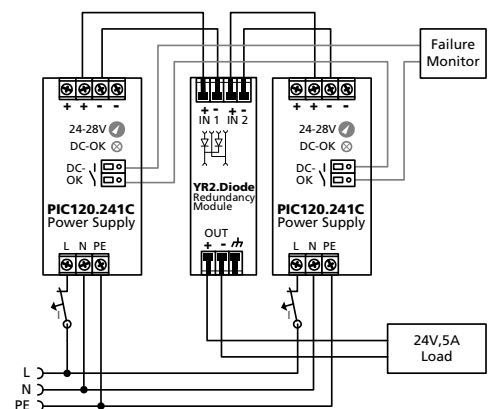 Failure
Monitor
+ + - -
24-28V
DC-OK
DC-
OK
PIC120.241C
Power Supply
L N PE
+ - + -
IN 1 IN 2
YR2.Diode
Redundancy
Module
OUT
+ -
+ + - -
24-28V
DC-OK
DC-
OK
PIC120.241C
Power Supply
L N PE
I
I
24V,5A
Load
L
N
PE